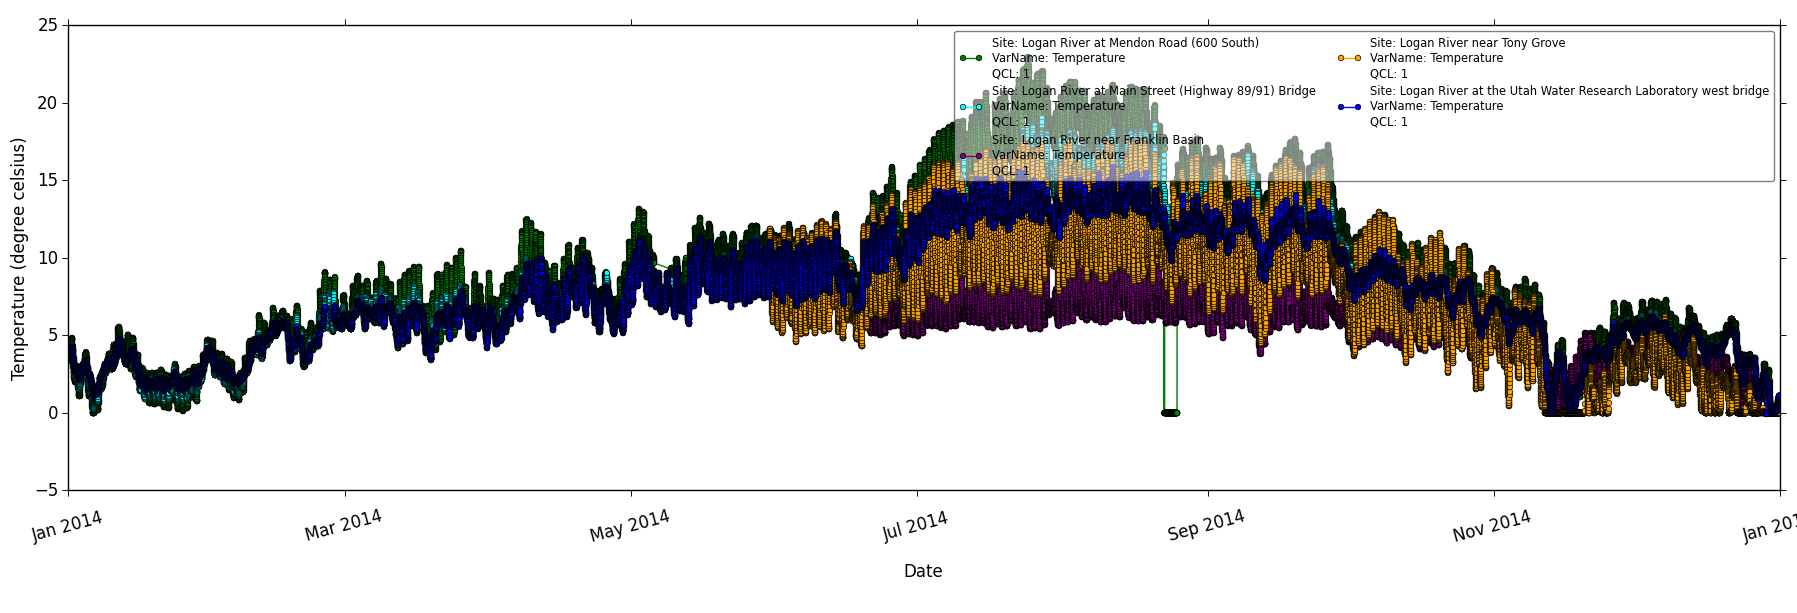 25
20
15
10
5
0
−5
Temperature (degree celsius)
Site: Logan River at Mendon Road (600 South)
VarName: Temperature
QCL: 1
Site: Logan River at Main Street (Highway 89/91) Bridge
VarName: Temperature
QCL: 1
Site: Logan River near Franklin Basin
VarName: Temperature
QCL: 1
Site: Logan River near Tony Grove
VarName: Temperature
QCL: 1
Site: Logan River at the Utah Water Research Laboratory west bridge
VarName: Temperature
QCL: 1
Jan 2014
Mar 2014
May 2014
Jul 2014
Sep 2014
Nov 2014
Jan 201
Date